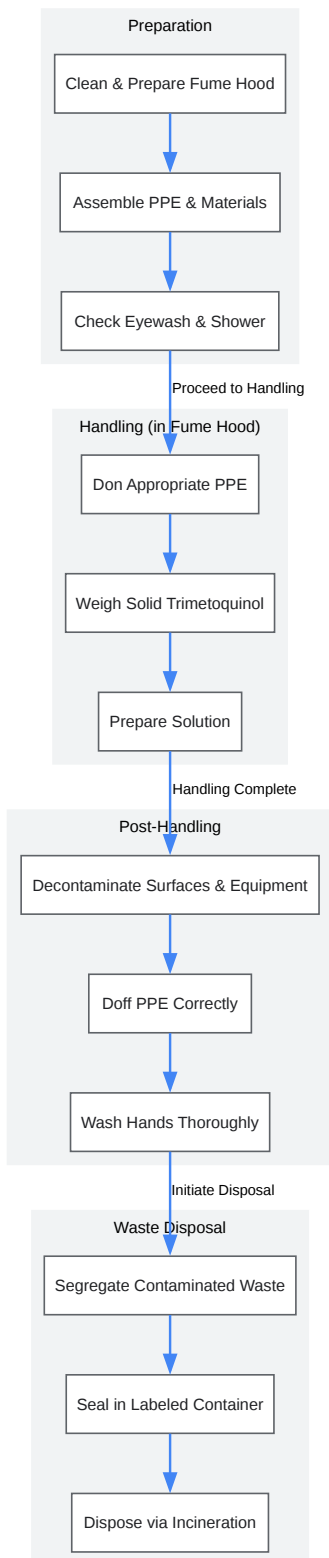 Preparation
Clean & Prepare Fume Hood
Assemble PPE & Materials
Check Eyewash & Shower
Proceed to Handling
Handling (in Fume Hood)
Don Appropriate PPE
Weigh Solid Trimetoquinol
Prepare Solution
Handling Complete
Post-Handling
Decontaminate Surfaces & Equipment
Doff PPE Correctly
Wash Hands Thoroughly
Initiate Disposal
Waste Disposal
Segregate Contaminated Waste
Seal in Labeled Container
Dispose via Incineration